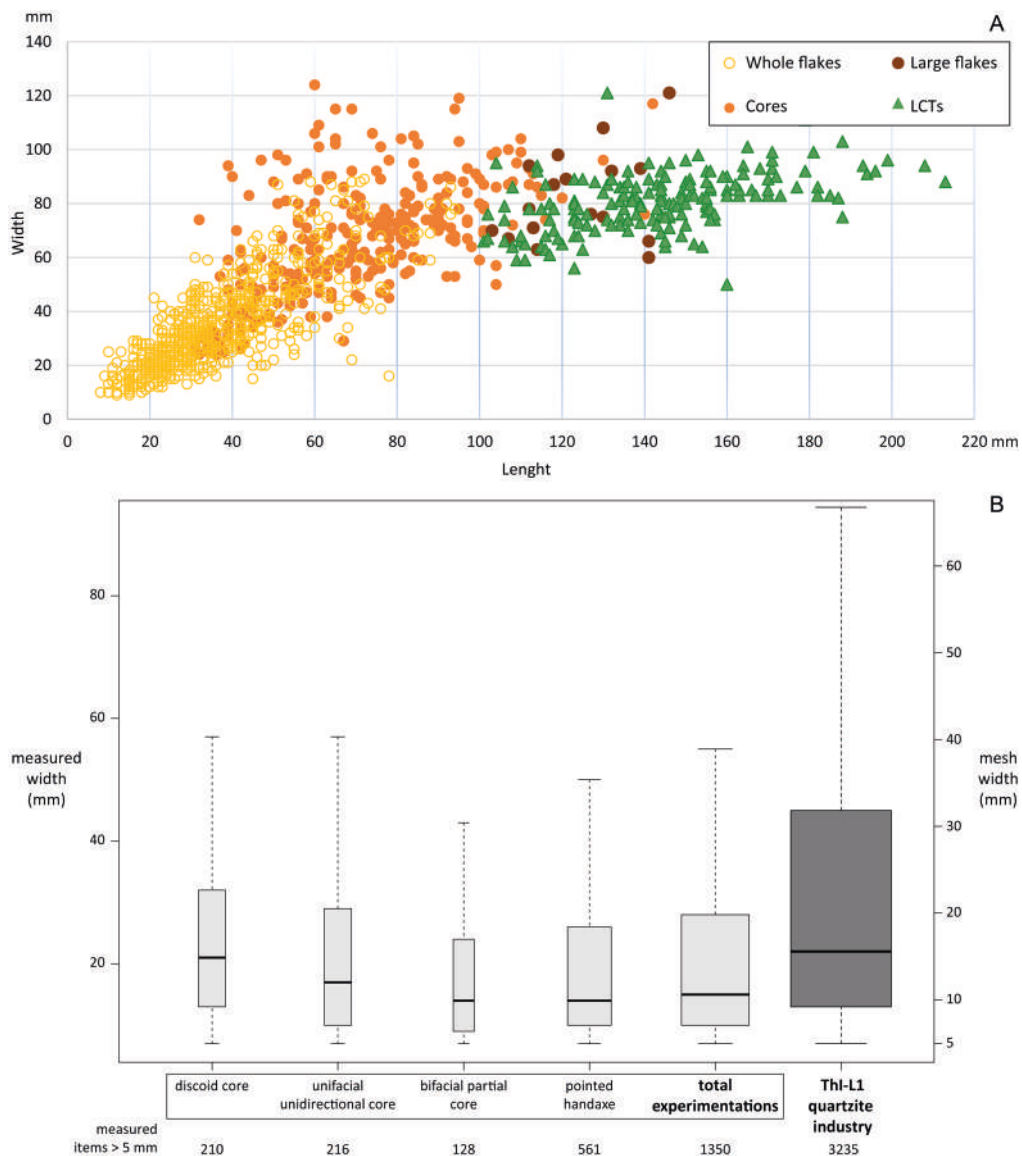 mm
A
140
120
100
80
60
40
20
0
Width
Whole flakes
Large flakes
Cores
LCTs
0 20 40 60 80 100 120 140 160 180 200 220 mm
Lenght
B
80
60
40
20
measured
width
(mm)
60
50
40
30
20
10
5
mesh
width
(mm)
discoid core
unifacial
unidirectional core
bifacial partial
core
pointed
handaxe
total
experimentations
ThI-L1
quartzite
industry
measured
items > 5 mm
210 216 128 561 1350 3235